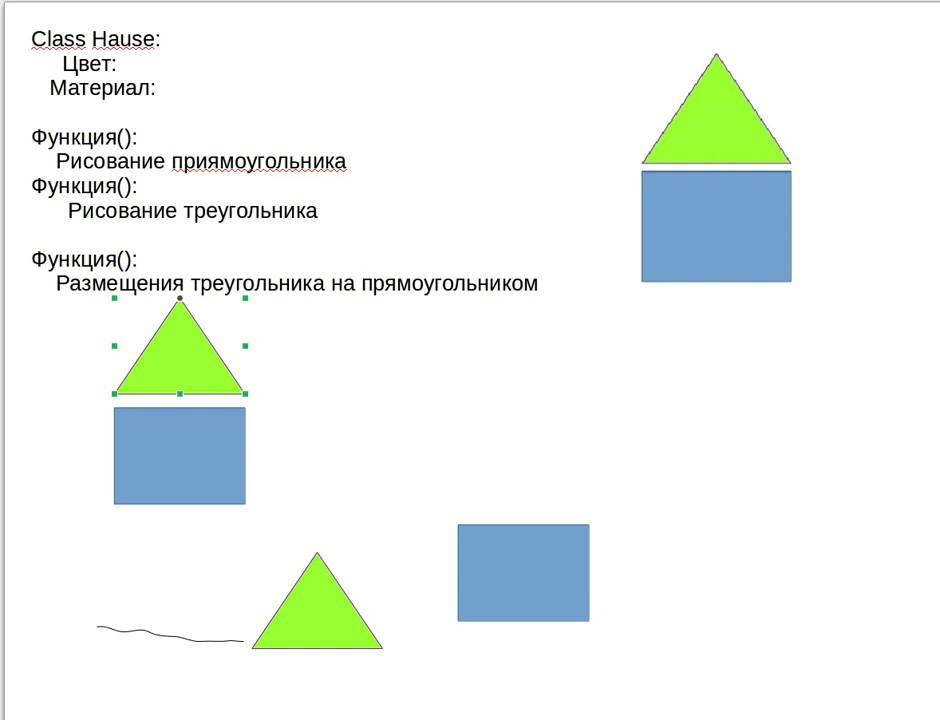 Class Hause:
Цвет:
Материал:
Функция():
Рисование приямоугольника
Функция():
Рисование треугольника
Функция():
Размещения треугольника на прямоугольником